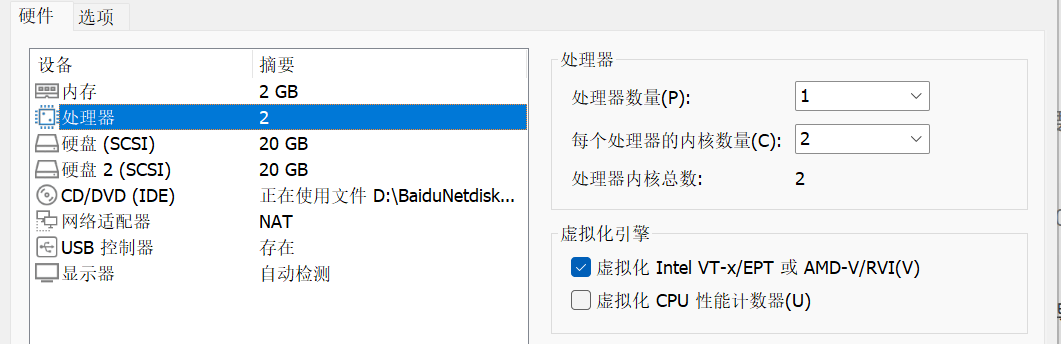 硬件 选项
设备 摘要
内存 2 GB
处理器 2
硬盘 (SCSI) 20 GB
硬盘 2 (SCSI) 20 GB
CD/DVD (IDE) 正在使用文件 D:\BaiduNetdisk...
网络适配器 NAT
USB 控制器 存在
显示器 自动检测
处理器
处理器数量(P): 1
每个处理器的内核数量(C): 2
处理器内核总数: 2
虚拟化引擎
虚拟化 Intel VT-x/EPT 或 AMD-V/RVI(V)
虚拟化 CPU 性能计数器(U)